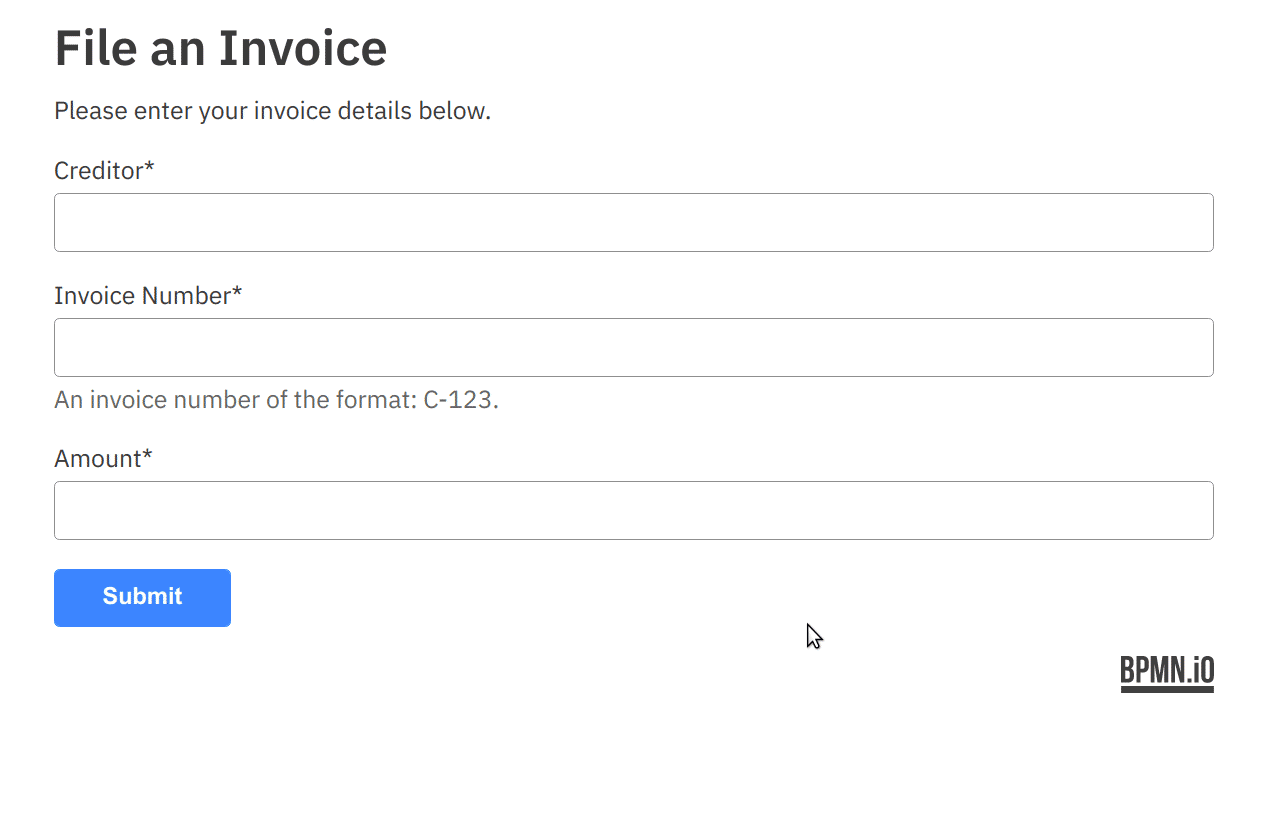 File an Invoice
Please enter your invoice details below.
Creditor*
Invoice Number*
An invoice number of the format: C-123.
Amount*
Submit
BPMN.iO